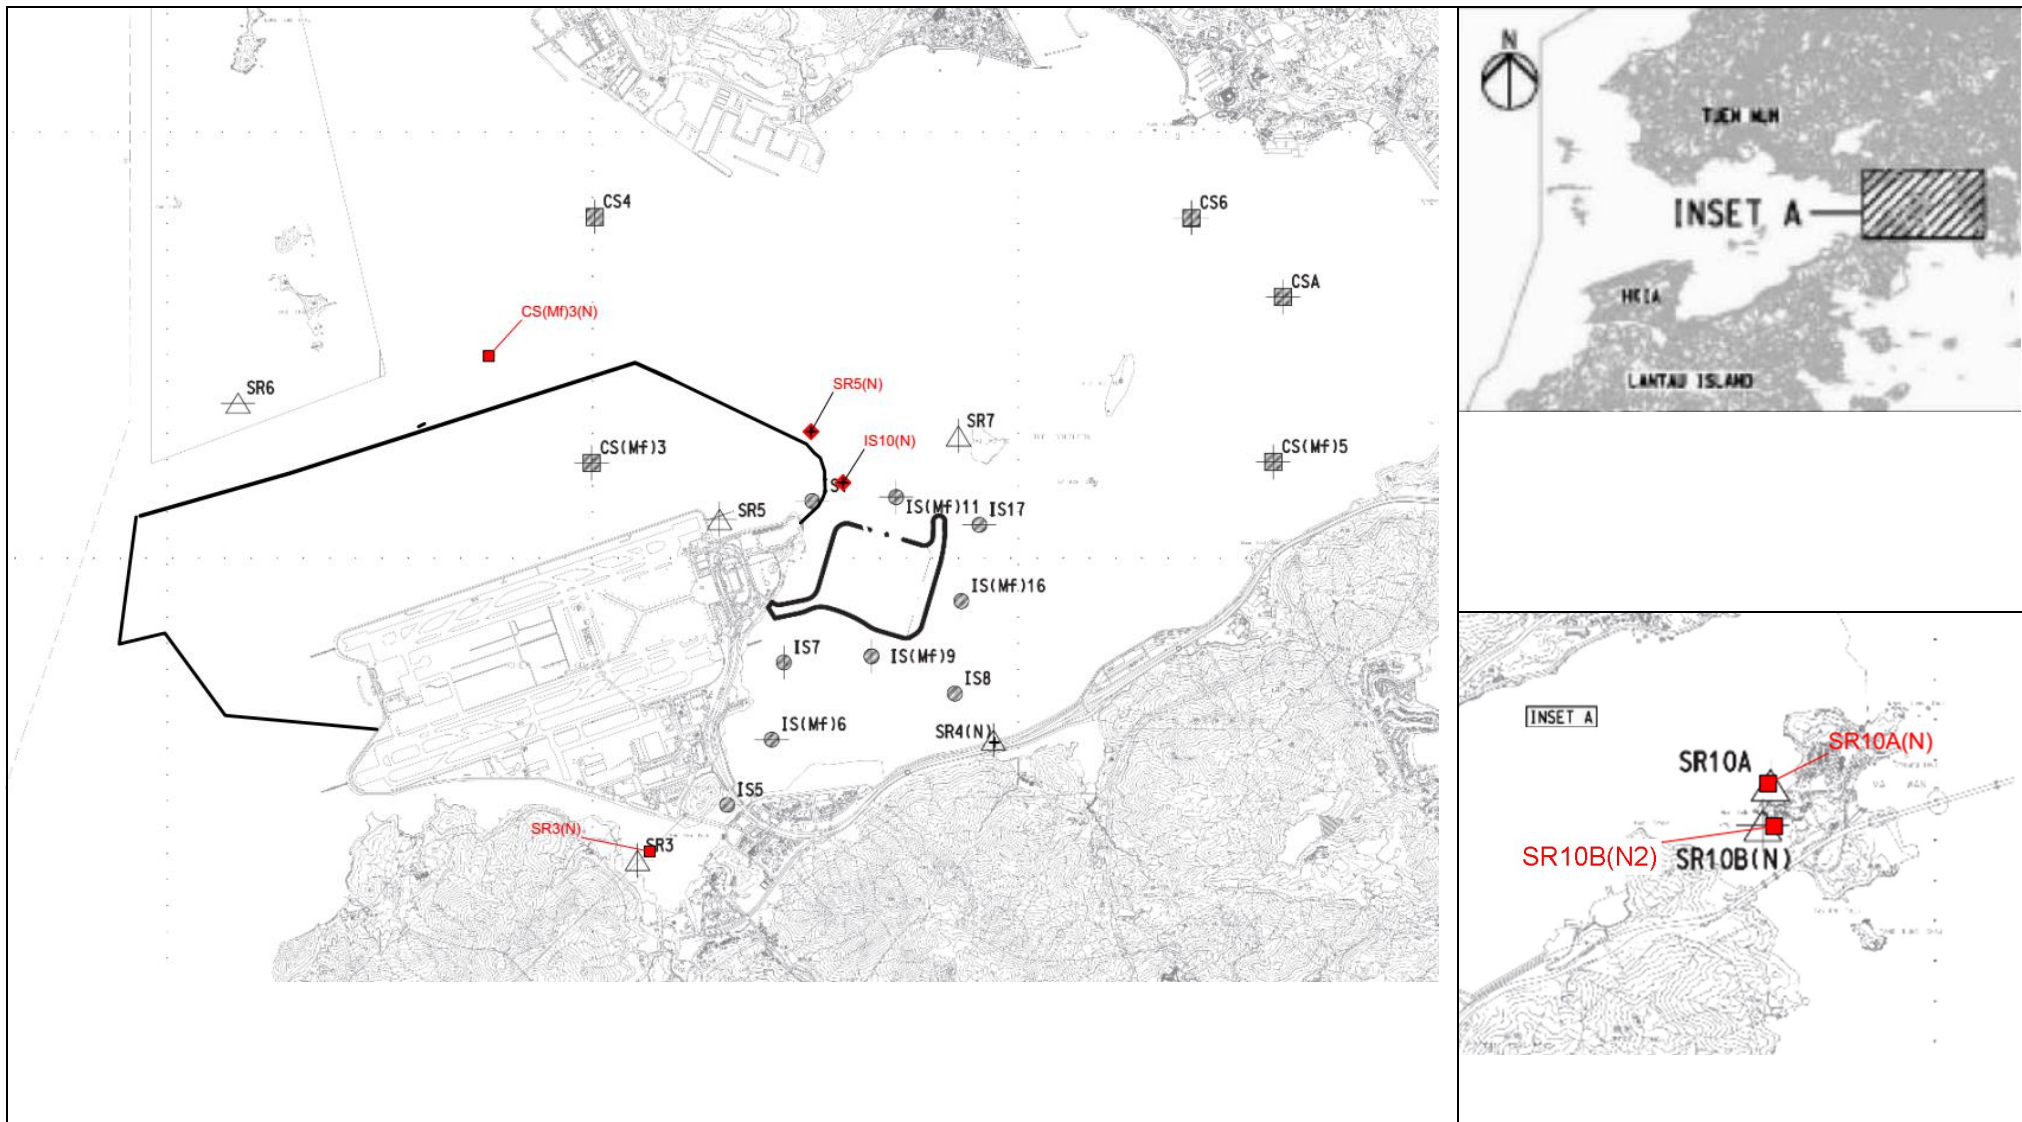 CS4
CS6
CSA
CS(Mf)3(N)
SR6
SR5(N)
SR7
IS10(N)
CS(Mf)3
CS(Mf)5
SR5
IS(Mf)11
IS17
IS(Mf)16
IS7
IS(Mf)9
IS8
IS(Mf)6
SR4(N)
IS5
SR3(N)
SR3
N
TUEN MUN
INSET A
HKIA
LANTAU ISLAND
INSET A
SR10A(N)
SR10A
SR10B(N2)
SR10B(N)